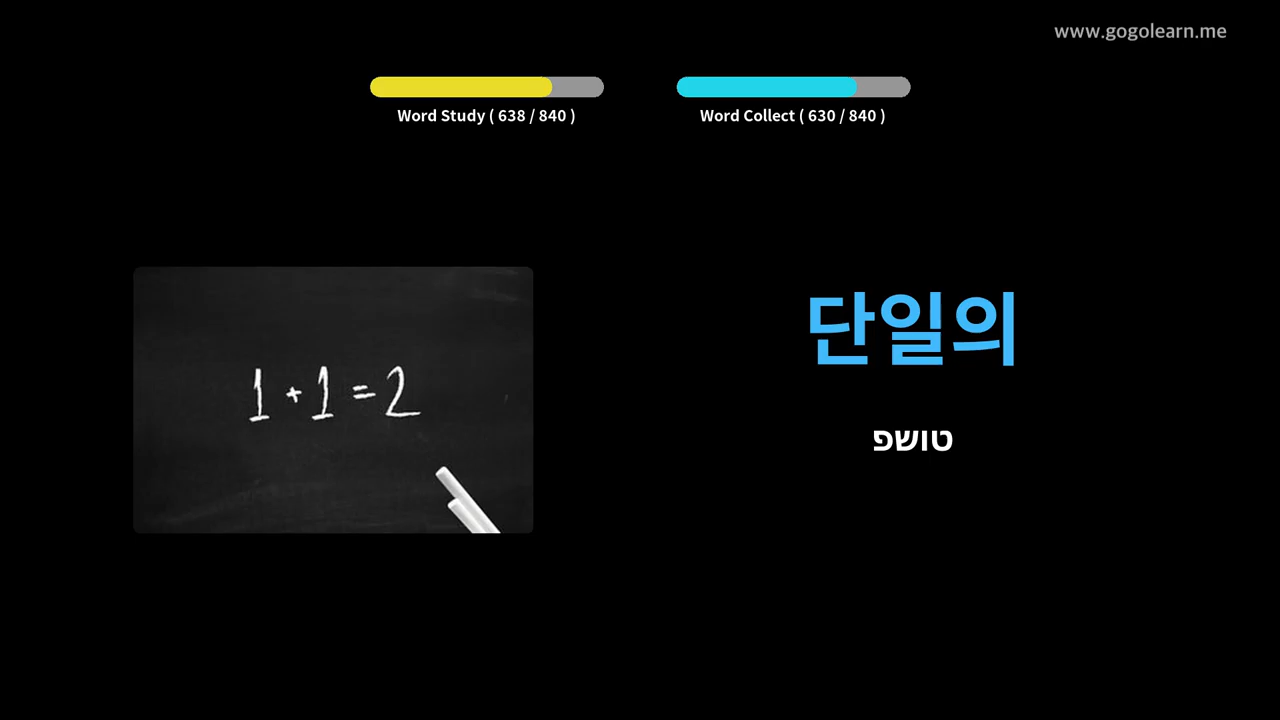 www.gogolearn.me
Word Study ( 638 / 840 )
Word Collect ( 630 / 840 )
1 + 1 = 2
단일의
טושפ